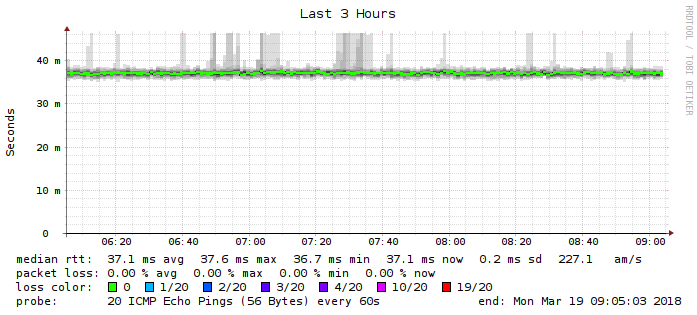 Last 3 Hours
RRDTOOL / TOBI OETIKER
Seconds
40 m
30 m
20 m
10 m
0
06:20 06:40 07:00 07:20 07:40 08:00 08:20 08:40 09:00
median rtt: 37.1 ms avg 37.6 ms max 36.7 ms min 37.1 ms now 0.2 ms sd 227.1 am/s
packet loss: 0.00 % avg 0.00 % max 0.00 % min 0.00 % now
loss color: 0 1/20 2/20 3/20 4/20 10/20 19/20
probe: 20 ICMP Echo Pings (56 Bytes) every 60s end: Mon Mar 19 09:05:03 2018